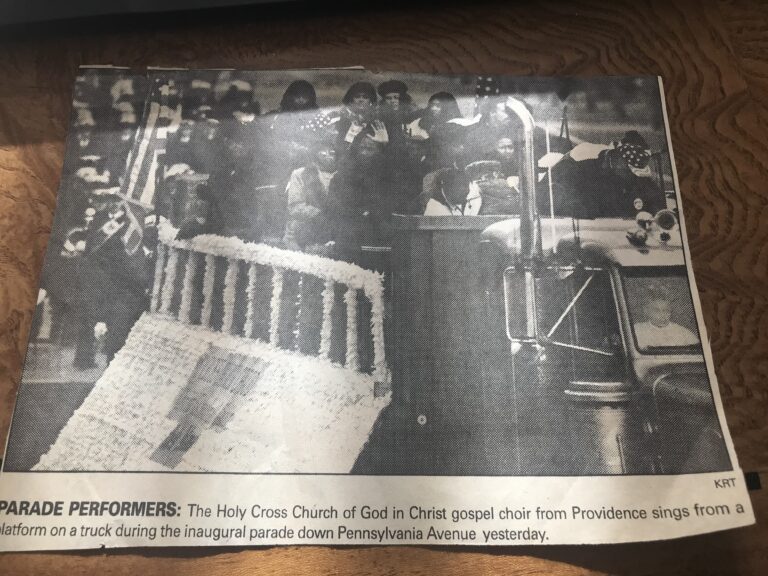 KRT
PARADE PERFORMERS: The Holy Cross Church of God in Christ gospel choir from Providence sings from a
platform on a truck during the inaugural parade down Pennsylvania Avenue yesterday.